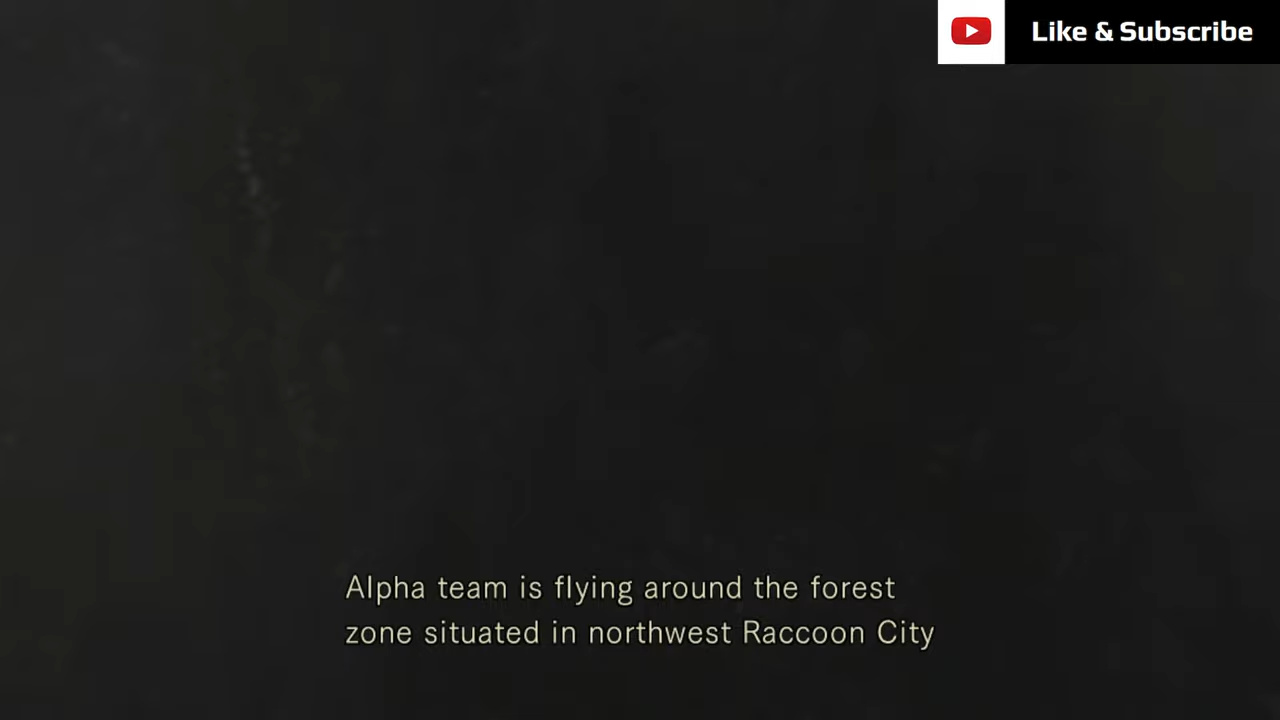 Like & Subscribe
Alpha team is flying around the forest
zone situated in northwest Raccoon City